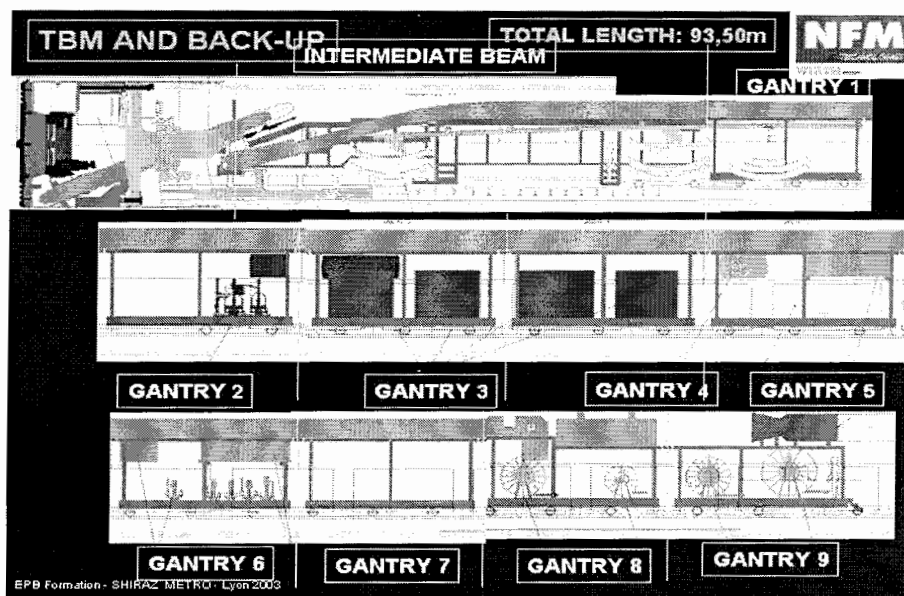 TBM AND BACK-UP
TOTAL LENGTH: 93,50m
NFM
INTERMEDIATE BEAM
GANTRY 1
GANTRY 2
GANTRY 3
GANTRY 4
GANTRY 5
GANTRY 6
GANTRY 7
GANTRY 8
GANTRY 9
EPB Formation - SHIRAZ METRO - Lyon 2003